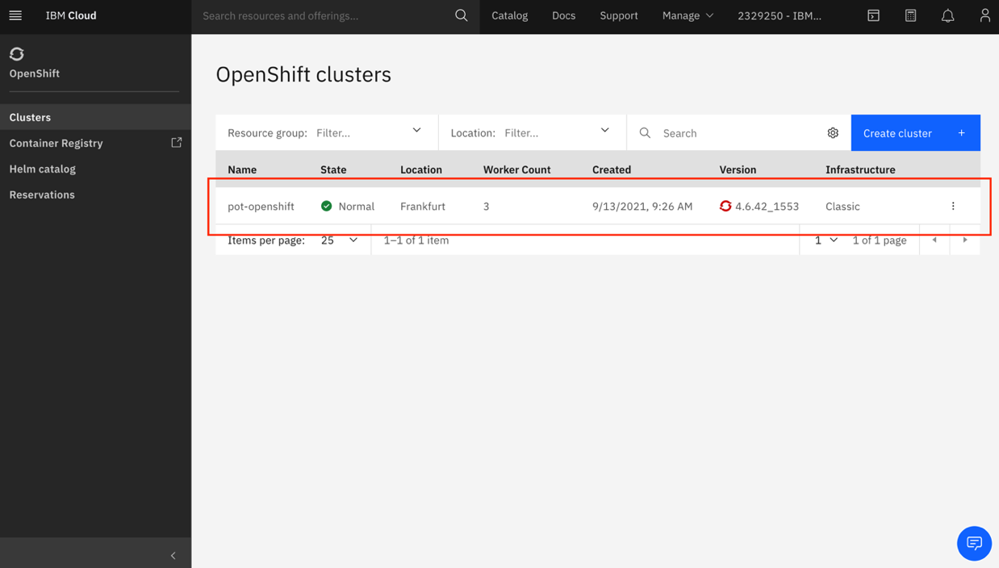 IBM Cloud
Search resources and offerings...
Catalog
Docs
Support
Manage
2329250 - IBM...
OpenShift
Clusters
Container Registry
Helm catalog
Reservations
OpenShift clusters
Resource group: Filter...
Location: Filter...
Search
Create cluster +
Name State Location Worker Count Created Version Infrastructure
pot-openshift Normal Frankfurt 3 9/13/2021, 9:26 AM 4.6.42_1553 Classic
Items per page: 25 1–1 of 1 item 1 1 of 1 page